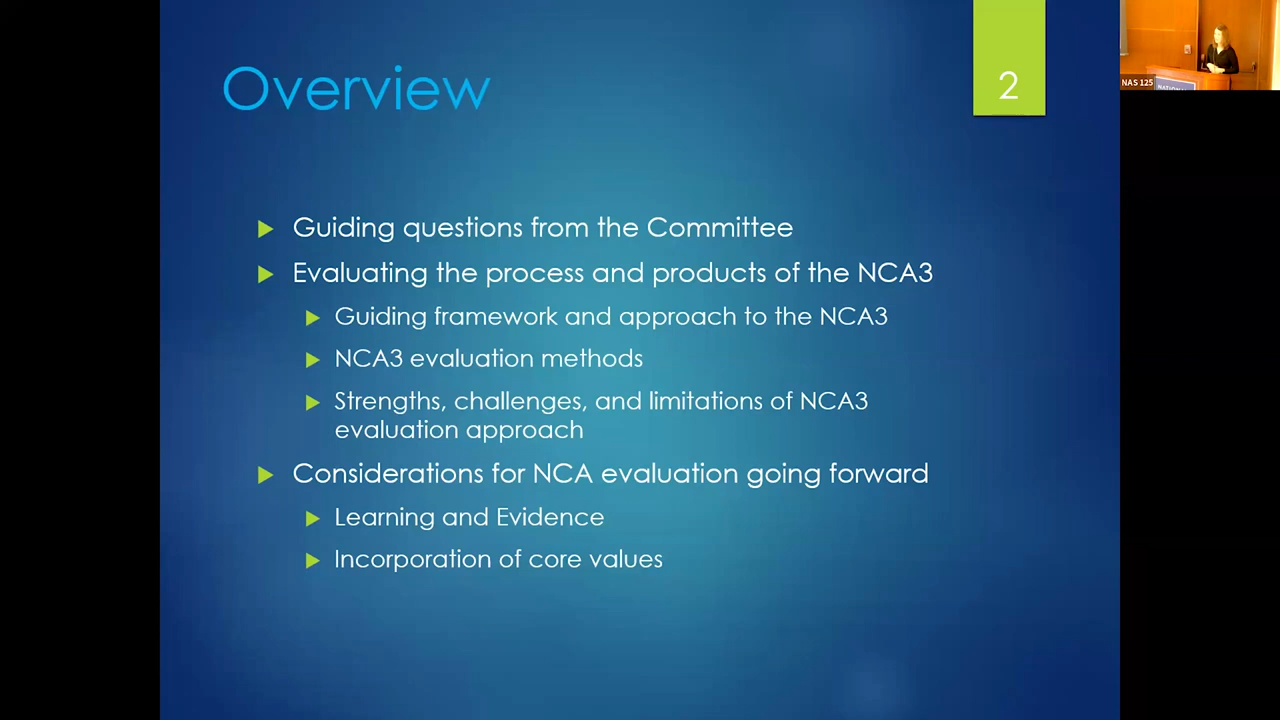 Overview
2
NAS 125
NATIONAL
Guiding questions from the Committee
Evaluating the process and products of the NCA3
Guiding framework and approach to the NCA3
NCA3 evaluation methods
Strengths, challenges, and limitations of NCA3
evaluation approach
Considerations for NCA evaluation going forward
Learning and Evidence
Incorporation of core values